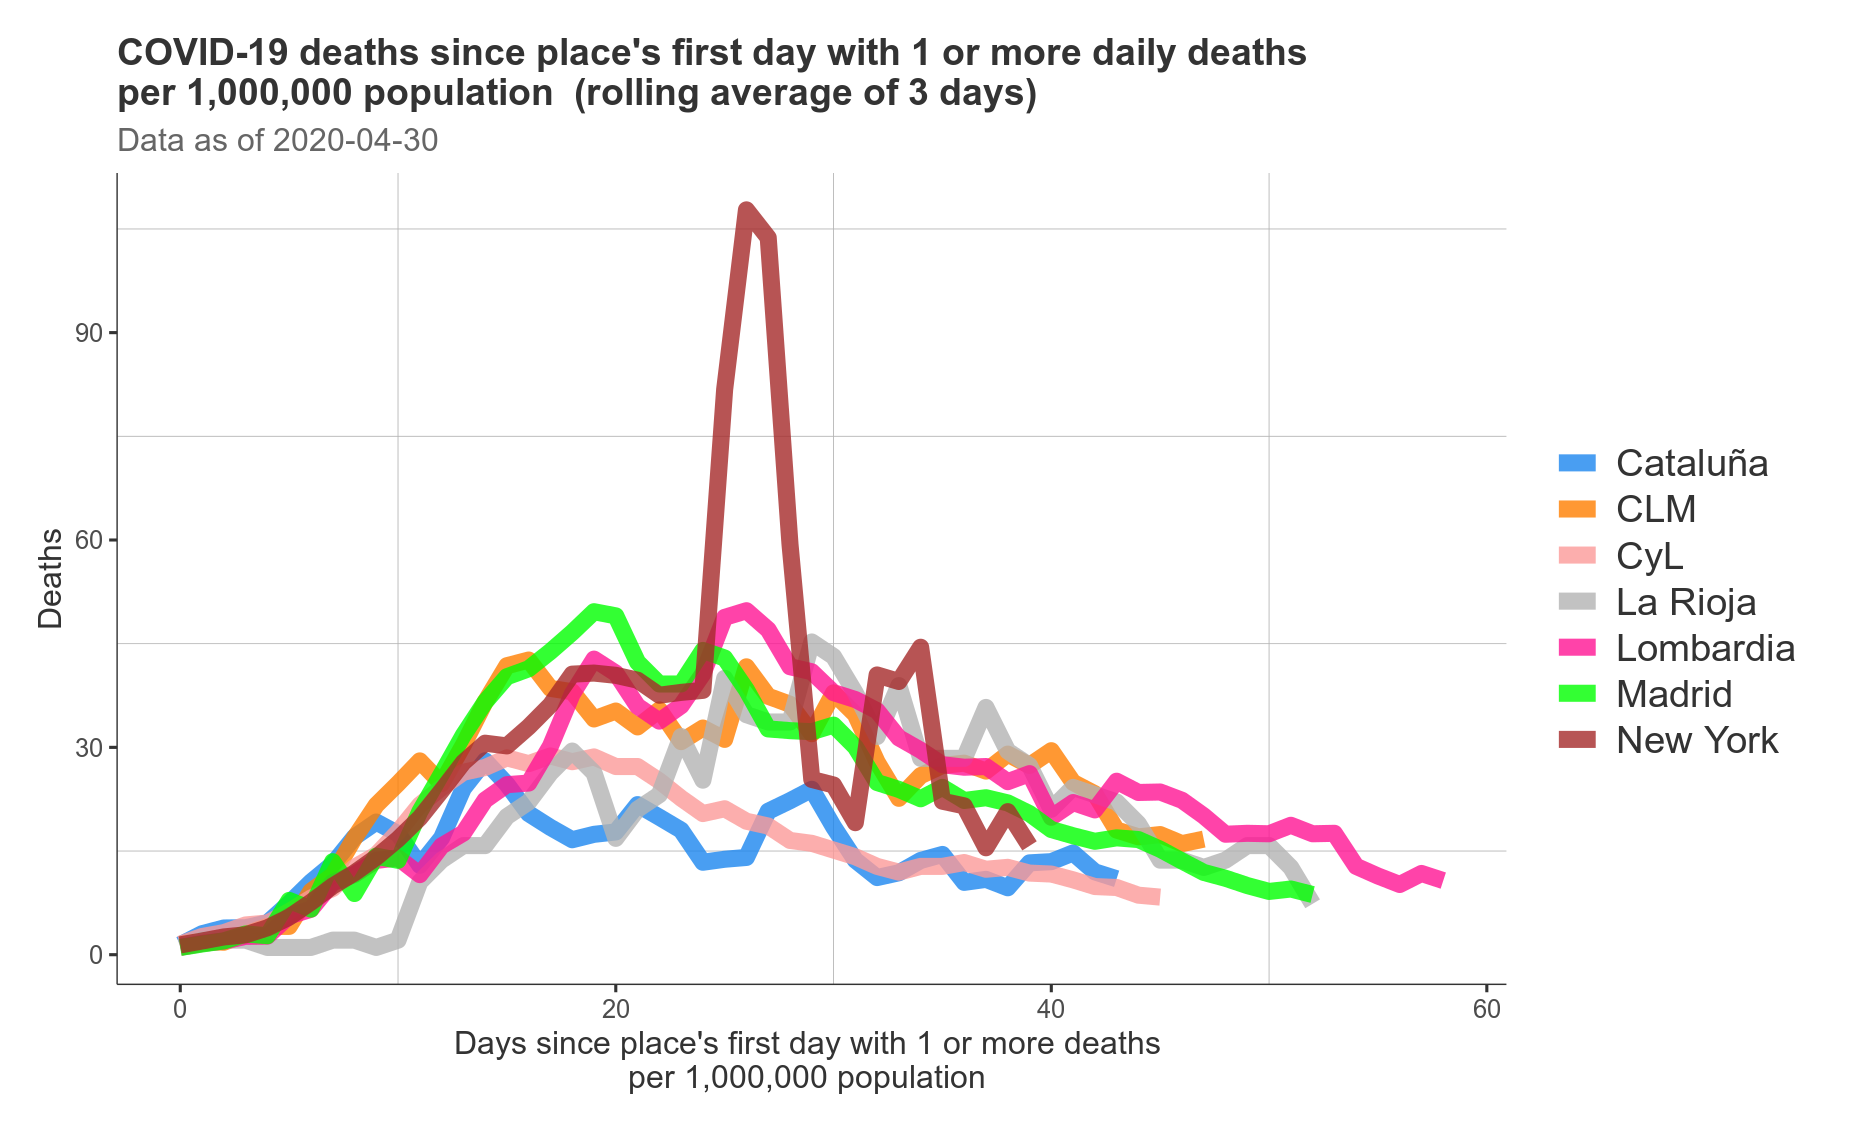 COVID-19 deaths since place's first day with 1 or more daily deaths
per 1,000,000 population  (rolling average of 3 days)
Data as of 2020-04-30
Deaths
90
60
30
0
0
20
40
60
Days since place's first day with 1 or more deaths
per 1,000,000 population
Cataluña
CLM
CyL
La Rioja
Lombardia
Madrid
New York